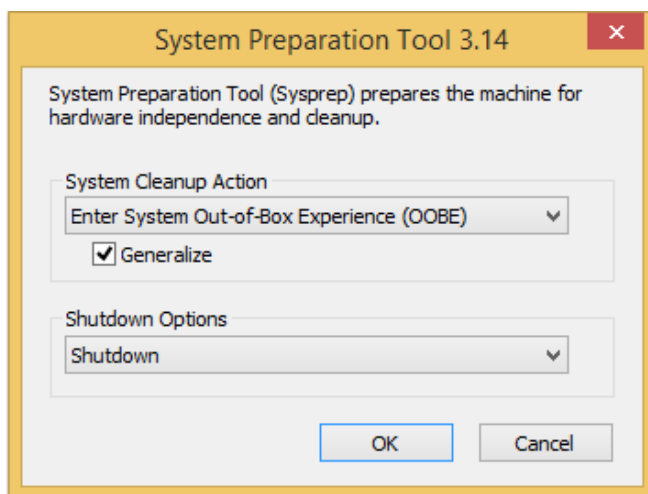 System Preparation Tool 3.14
System Preparation Tool (Sysprep) prepares the machine for
hardware independence and cleanup.
System Cleanup Action
Enter System Out-of-Box Experience (OOBE)
Generalize
Shutdown Options
Shutdown
OK
Cancel